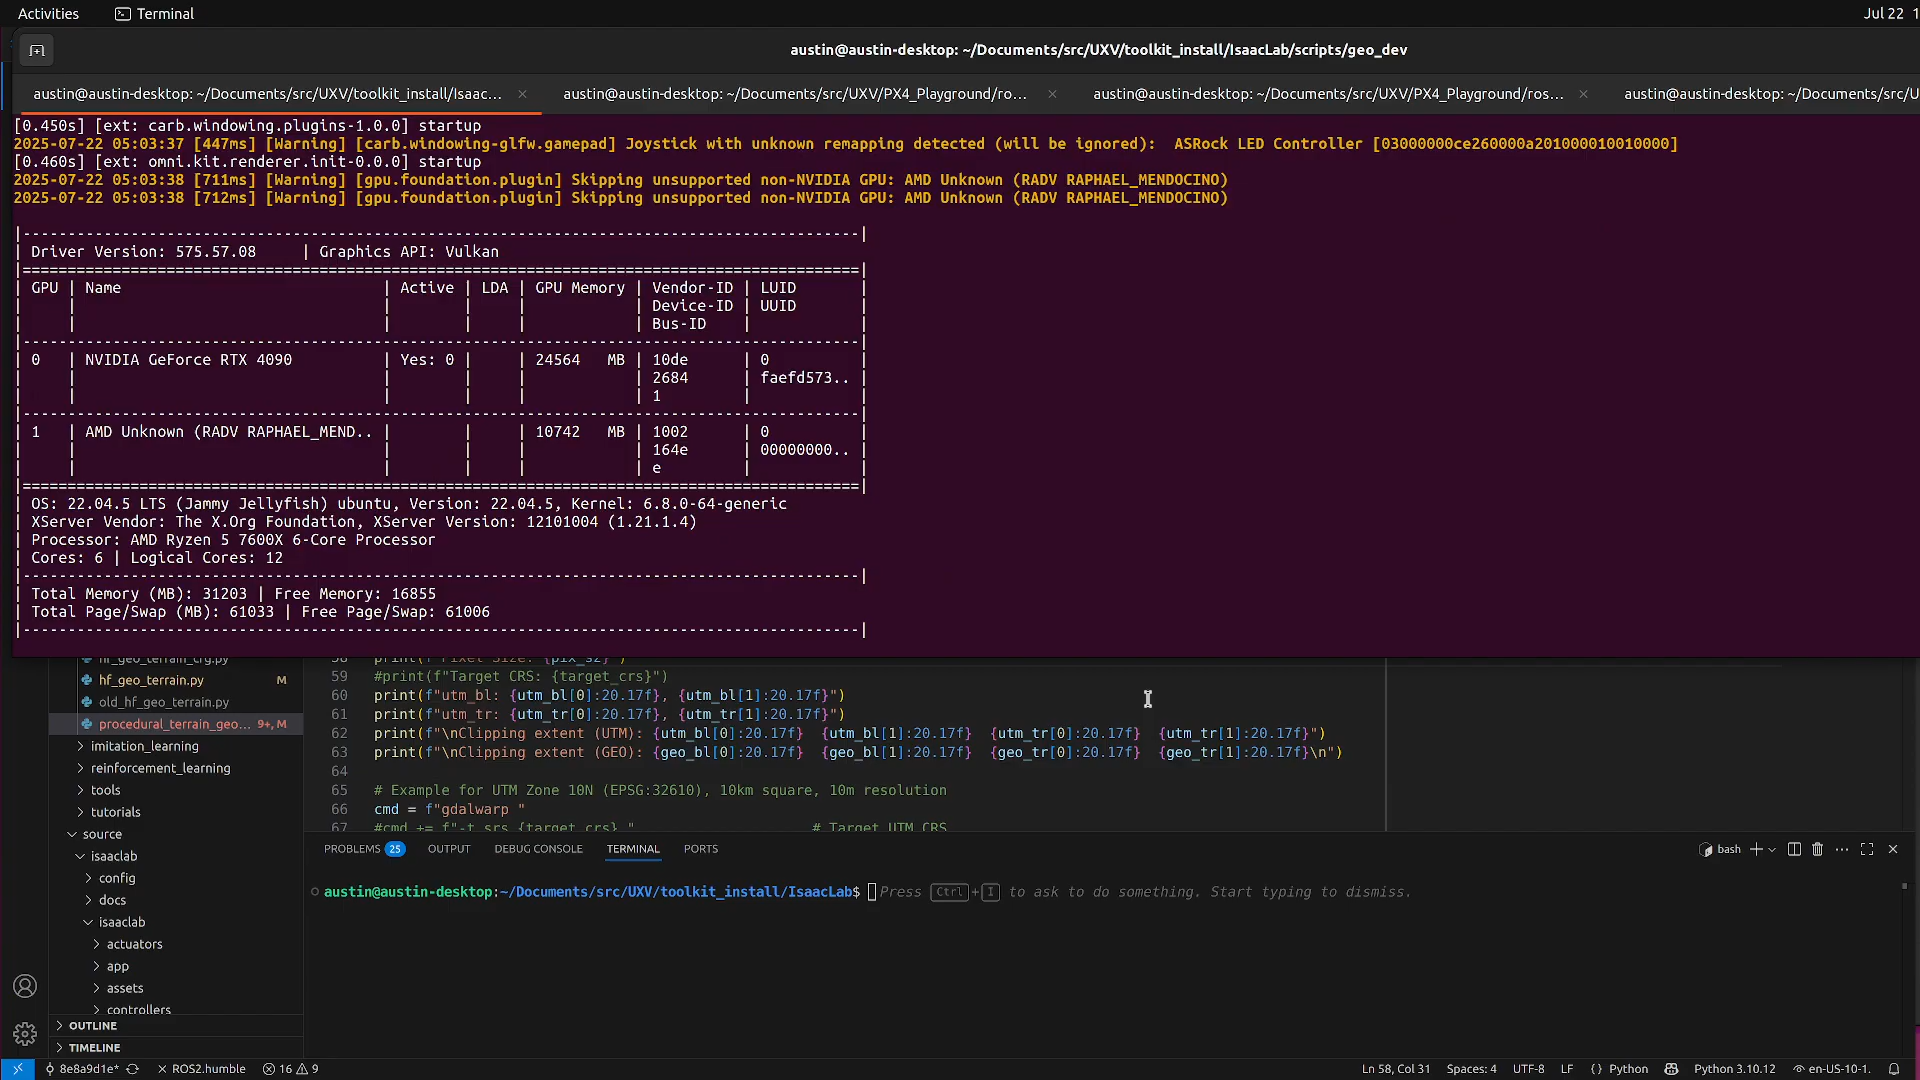 Activities
Terminal
Jul 22 1
austin@austin-desktop: ~/Documents/src/UXV/toolkit_install/IsaacLab/scripts/geo_dev
austin@austin-desktop: ~/Documents/src/UXV/toolkit_install/Isaac... ×
austin@austin-desktop: ~/Documents/src/UXV/PX4_Playground/ro... ×
austin@austin-desktop: ~/Documents/src/UXV/PX4_Playground/ros... ×
austin@austin-desktop: ~/Documents/src/U
[0.450s] [ext: carb.windowing.plugins-1.0.0] startup
2025-07-22 05:03:37 [447ms] [Warning] [carb.windowing-glfw.gamepad] Joystick with unknown remapping detected (will be ignored):  ASRock LED Controller [03000000ce260000a201000010010000]
[0.460s] [ext: omni.kit.renderer.init-0.0.0] startup
2025-07-22 05:03:38 [711ms] [Warning] [gpu.foundation.plugin] Skipping unsupported non-NVIDIA GPU: AMD Unknown (RADV RAPHAEL_MENDOCINO)
2025-07-22 05:03:38 [712ms] [Warning] [gpu.foundation.plugin] Skipping unsupported non-NVIDIA GPU: AMD Unknown (RADV RAPHAEL_MENDOCINO)
| Driver Version: 575.57.08     | Graphics API: Vulkan
| GPU | Name | Active | LDA | GPU Memory | Vendor-ID | LUID |
| | | | | | Device-ID | UUID |
| | | | | | Bus-ID | |
| 0 | NVIDIA GeForce RTX 4090 | Yes: 0 | | 24564 MB | 10de | 0 |
| | | | | | 2684 | faefd573.. |
| | | | | | 1 | |
| 1 | AMD Unknown (RADV RAPHAEL_MEND.. | | | 10742 MB | 1002 | 0 |
| | | | | | 164e | 00000000.. |
| | | | | | e | |
| OS: 22.04.5 LTS (Jammy Jellyfish) ubuntu, Version: 22.04.5, Kernel: 6.8.0-64-generic
| XServer Vendor: The X.Org Foundation, XServer Version: 12101004 (1.21.1.4)
| Processor: AMD Ryzen 5 7600X 6-Core Processor
| Cores: 6 | Logical Cores: 12
| Total Memory (MB): 31203 | Free Memory: 16855
| Total Page/Swap (MB): 61033 | Free Page/Swap: 61006
hf_geo_terrain_cfg.py
hf_geo_terrain.py M
old_hf_geo_terrain.py
procedural_terrain_geo... 9+, M
imitation_learning
reinforcement_learning
tools
tutorials
source
isaaclab
config
docs
isaaclab
actuators
app
assets
controllers
OUTLINE
TIMELINE
58 print(f"Pixel Size: {pix_sz}")
59 #print(f"Target CRS: {target_crs}")
60 print(f"utm_bl: {utm_bl[0]:20.17f}, {utm_bl[1]:20.17f}")
61 print(f"utm_tr: {utm_tr[0]:20.17f}, {utm_tr[1]:20.17f}")
62 print(f"\nClipping extent (UTM): {utm_bl[0]:20.17f}  {utm_bl[1]:20.17f}  {utm_tr[0]:20.17f}  {utm_tr[1]:20.17f}")
63 print(f"\nClipping extent (GEO): {geo_bl[0]:20.17f}  {geo_bl[1]:20.17f}  {geo_tr[0]:20.17f}  {geo_tr[1]:20.17f}\n")
64
65 # Example for UTM Zone 10N (EPSG:32610), 10km square, 10m resolution
66 cmd = f"gdalwarp "
67 #cmd += f"-t_srs {target_crs} " # Target UTM CRS
PROBLEMS 25 OUTPUT DEBUG CONSOLE TERMINAL PORTS
bash
austin@austin-desktop:~/Documents/src/UXV/toolkit_install/IsaacLab$ Press Ctrl+I to ask to do something. Start typing to dismiss.
8e8a9d1e* ROS2.humble 16 9
Ln 58, Col 31 Spaces: 4 UTF-8 LF {} Python Python 3.10.12 en-US-10-1.